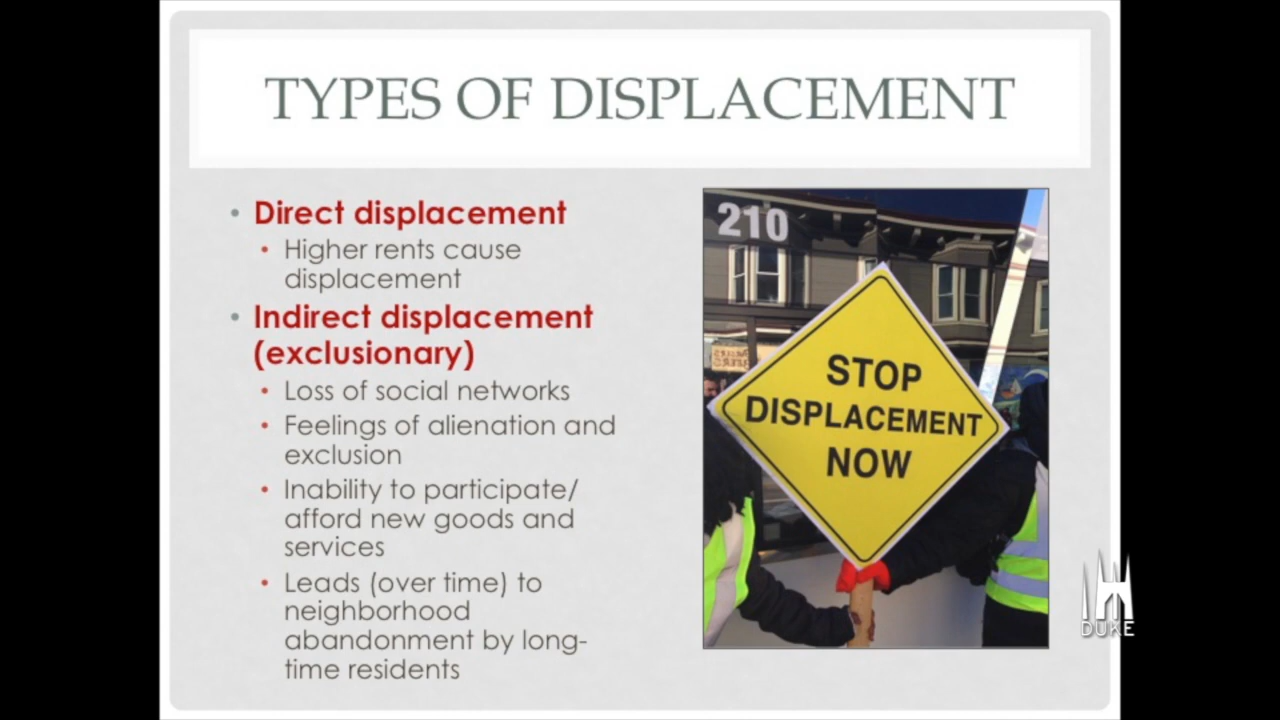 TYPES OF DISPLACEMENT
• Direct displacement
• Higher rents cause
displacement
• Indirect displacement
(exclusionary)
• Loss of social networks
• Feelings of alienation and
exclusion
• Inability to participate/
afford new goods and
services
• Leads (over time) to
neighborhood
abandonment by long-
time residents
210
STOP
DISPLACEMENT
NOW
DUKE